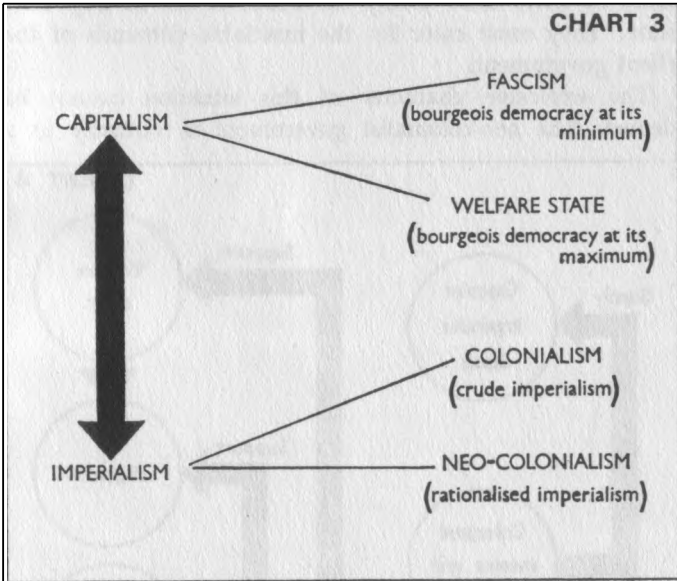 CHART 3
FASCISM
(bourgeois democracy at its
minimum)
CAPITALISM
WELFARE STATE
(bourgeois democracy at its
maximum)
COLONIALISM
(crude imperialism)
IMPERIALISM
NEO-COLONIALISM
(rationalised imperialism)